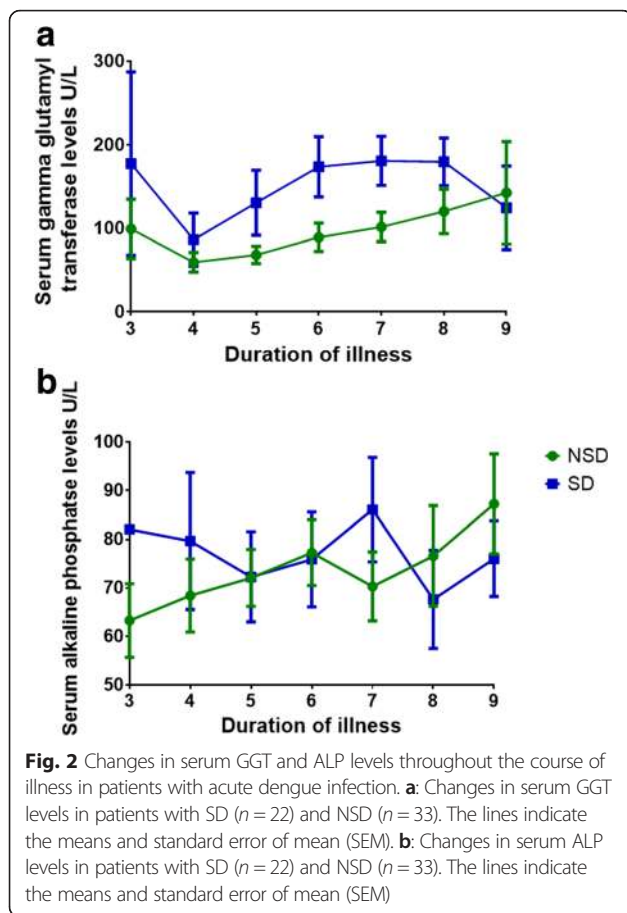 a
Serum gamma glutamyl
transferase levels U/L
300
200
100
0
3 4 5 6 7 8 9
Duration of illness
b
Serum alkaline phosphatse levels U/L
100
90
80
70
60
50
3 4 5 6 7 8 9
Duration of illness
NSD
SD
Fig. 2 Changes in serum GGT and ALP levels throughout the course of
illness in patients with acute dengue infection. a: Changes in serum GGT
levels in patients with SD (n = 22) and NSD (n = 33). The lines indicate
the means and standard error of mean (SEM). b: Changes in serum ALP
levels in patients with SD (n = 22) and NSD (n = 33). The lines indicate
the means and standard error of mean (SEM)